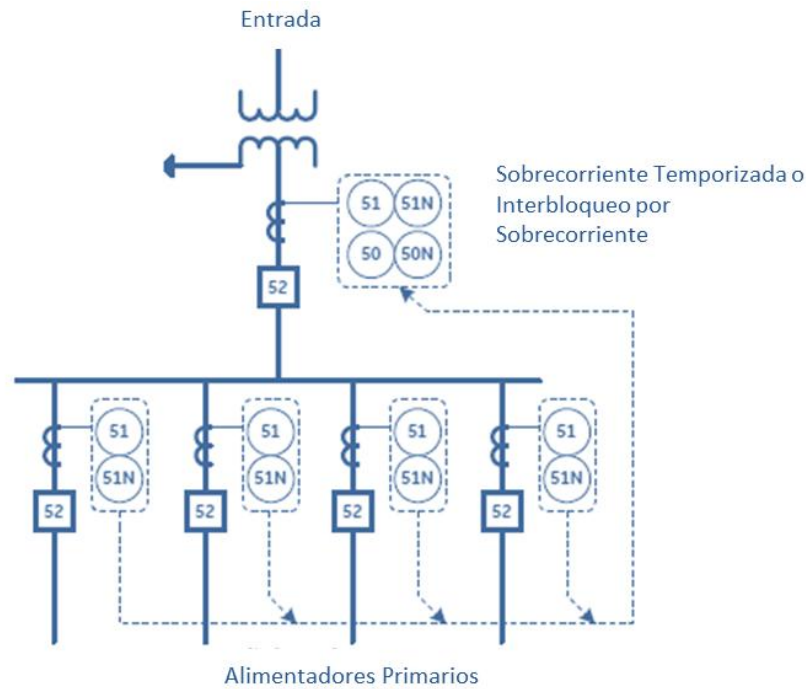 Entrada
51 51N
50 50N
Sobrecorriente Temporizada o
Interbloqueo por
Sobrecorriente
52
51 51 51 51
51N 51N 51N 51N
52 52 52 52
Alimentadores Primarios